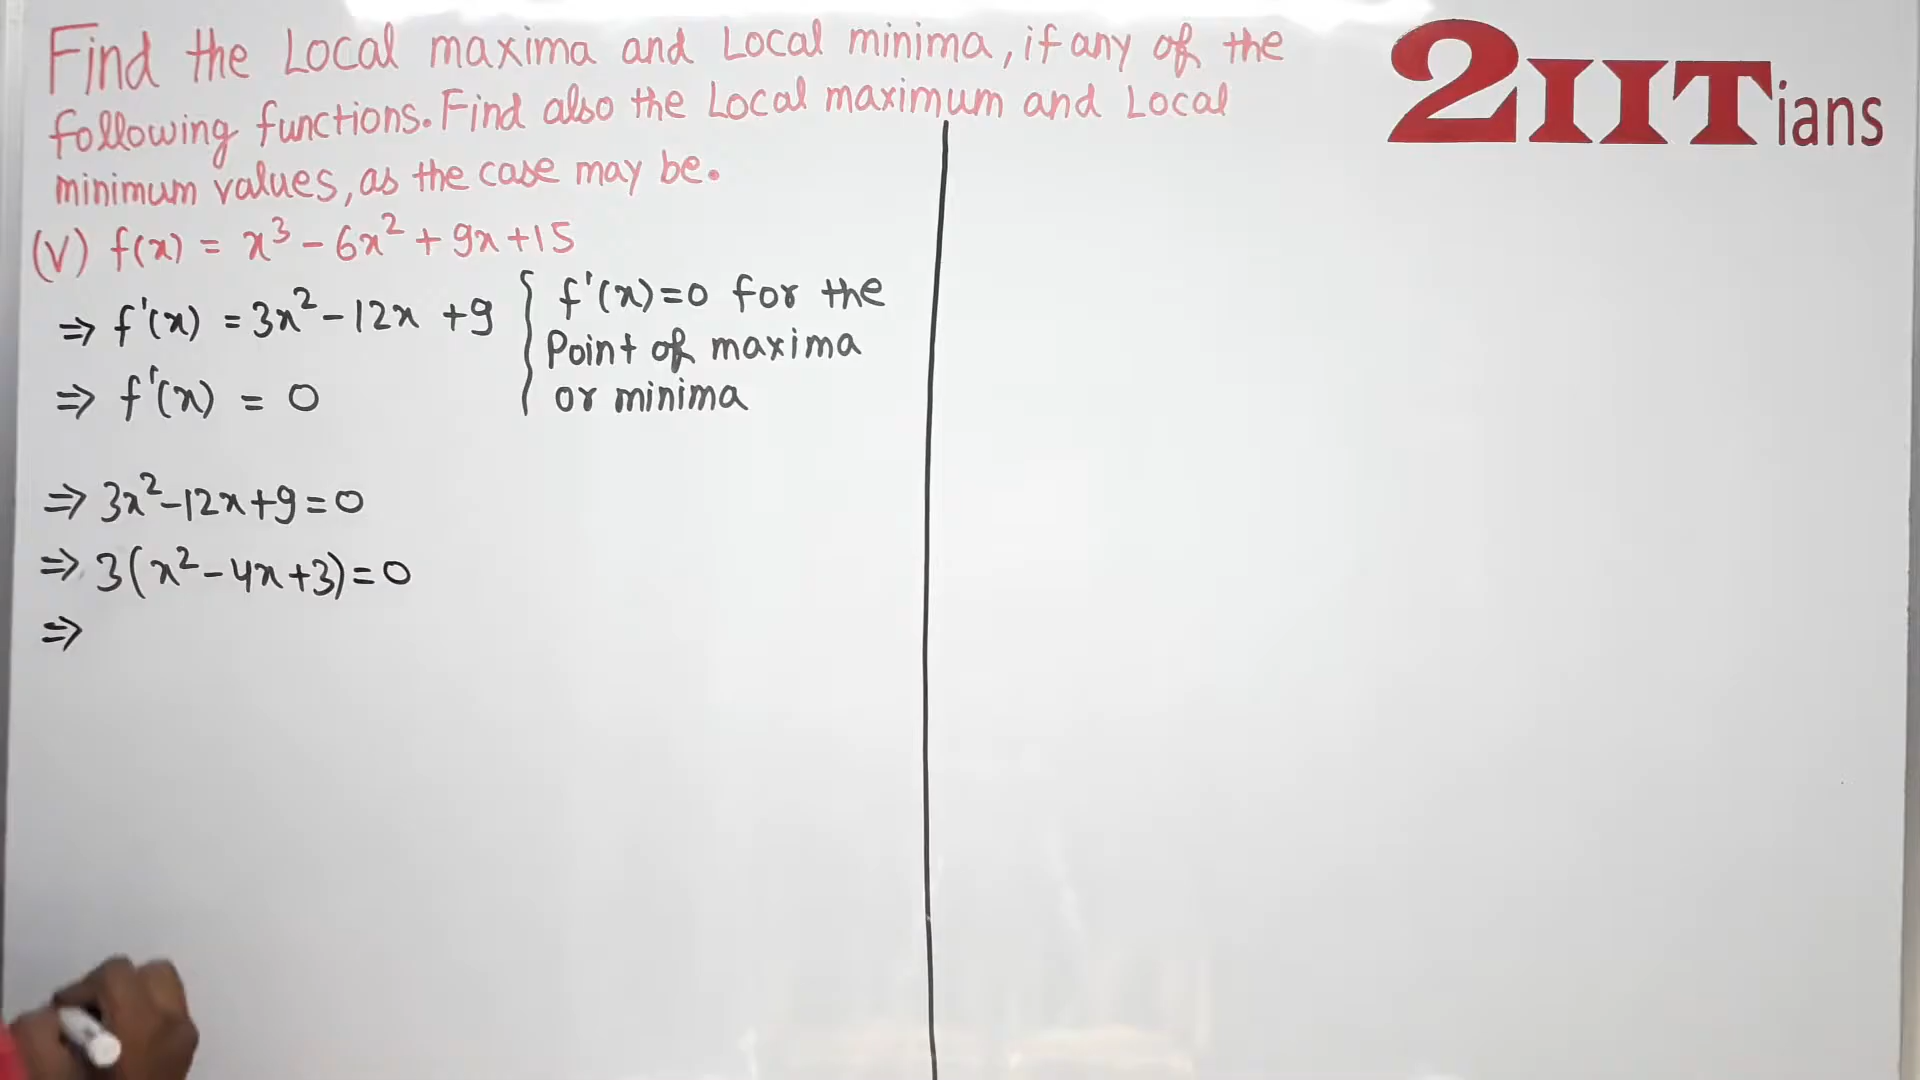 Find the Local maxima and Local minima, if any of the
following functions. Find also the Local maximum and Local
minimum values, as the case may be.
(V) f(x) = x³ - 6x² + 9x + 15
⇒ f'(x) = 3x² - 12x + 9
⇒ f'(x) = 0
{ f'(x) = 0 for the
Point of maxima
or minima
⇒ 3x² - 12x + 9 = 0
⇒ 3(x² - 4x + 3) = 0
⇒
2IITians